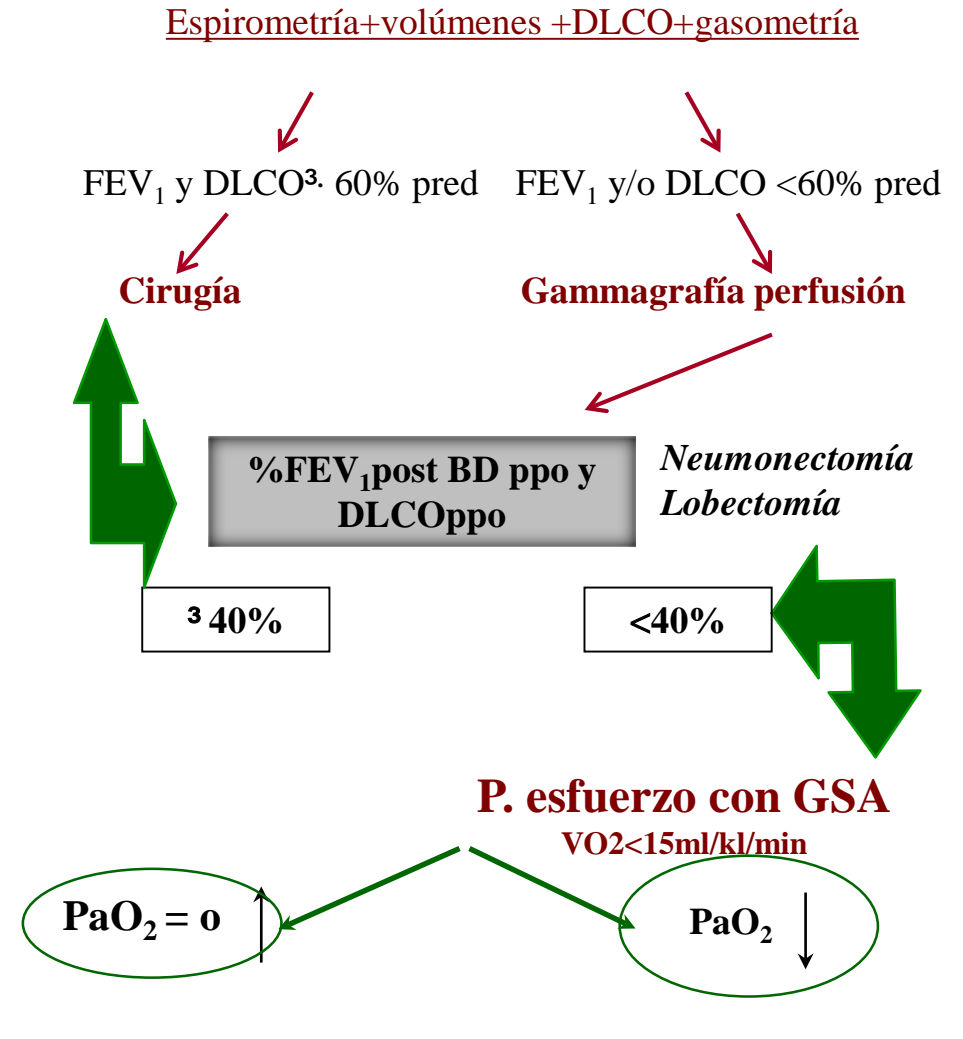 Espirometría+volúmenes +DLCO+gasometría
FEV₁ y DLCO³· 60% pred
FEV₁ y/o DLCO <60% pred
Cirugía
Gammagrafía perfusión
%FEV₁post BD ppo y
DLCOppo
Neumonectomía
Lobectomía
³ 40%
<40%
P. esfuerzo con GSA
VO2<15ml/kl/min
PaO₂ = o
PaO₂